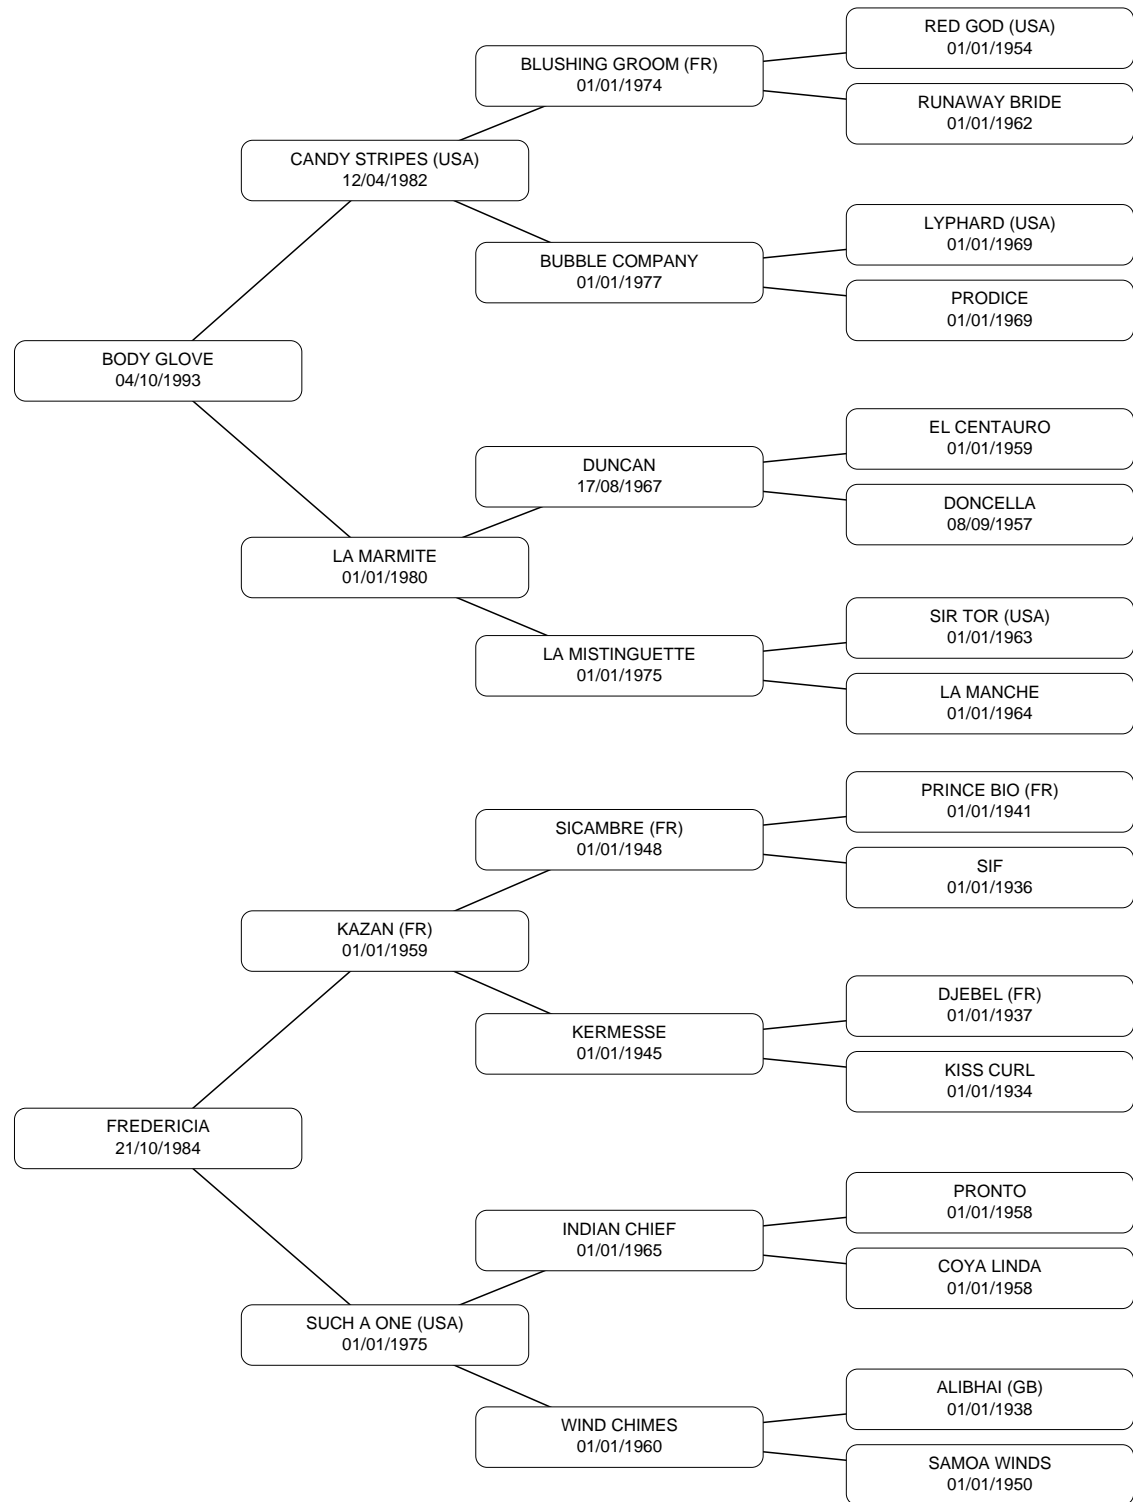 RED GOD (USA)
01/01/1954
BLUSHING GROOM (FR)
01/01/1974
RUNAWAY BRIDE
01/01/1962
CANDY STRIPES (USA)
12/04/1982
LYPHARD (USA)
01/01/1969
BUBBLE COMPANY
01/01/1977
PRODICE
01/01/1969
BODY GLOVE
04/10/1993
EL CENTAURO
01/01/1959
DUNCAN
17/08/1967
DONCELLA
08/09/1957
LA MARMITE
01/01/1980
SIR TOR (USA)
01/01/1963
LA MISTINGUETTE
01/01/1975
LA MANCHE
01/01/1964
PRINCE BIO (FR)
01/01/1941
SICAMBRE (FR)
01/01/1948
SIF
01/01/1936
KAZAN (FR)
01/01/1959
DJEBEL (FR)
01/01/1937
KERMESSE
01/01/1945
KISS CURL
01/01/1934
FREDERICIA
21/10/1984
PRONTO
01/01/1958
INDIAN CHIEF
01/01/1965
COYA LINDA
01/01/1958
SUCH A ONE (USA)
01/01/1975
ALIBHAI (GB)
01/01/1938
WIND CHIMES
01/01/1960
SAMOA WINDS
01/01/1950